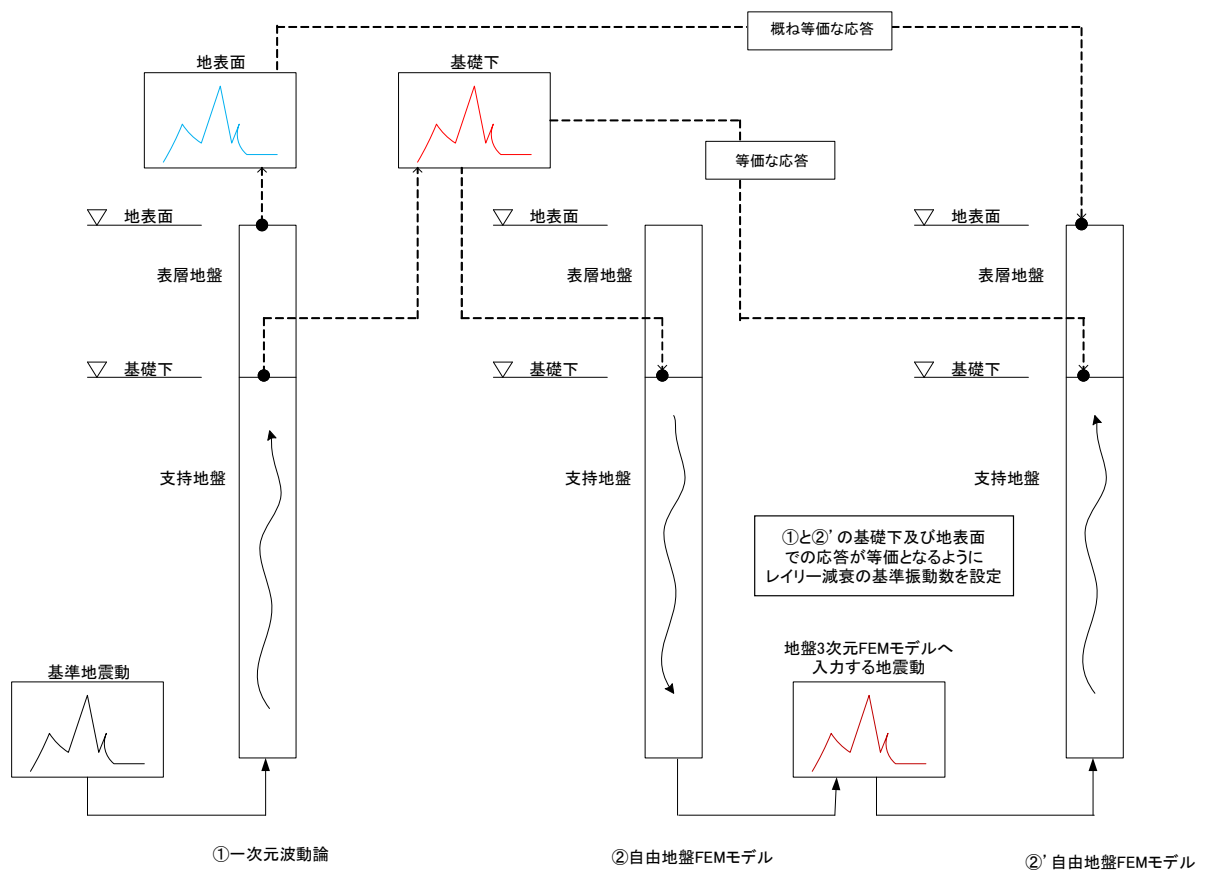 概ね等価な応答
地表面
基礎下
等価な応答
地表面
地表面
地表面
表層地盤
表層地盤
表層地盤
基礎下
基礎下
基礎下
支持地盤
支持地盤
支持地盤
①と②’の基礎下及び地表面
での応答が等価となるように
レイリー減衰の基準振動数を設定
基準地震動
地盤3次元FEMモデルへ
入力する地震動
①一次元波動論
②自由地盤FEMモデル
②’自由地盤FEMモデル